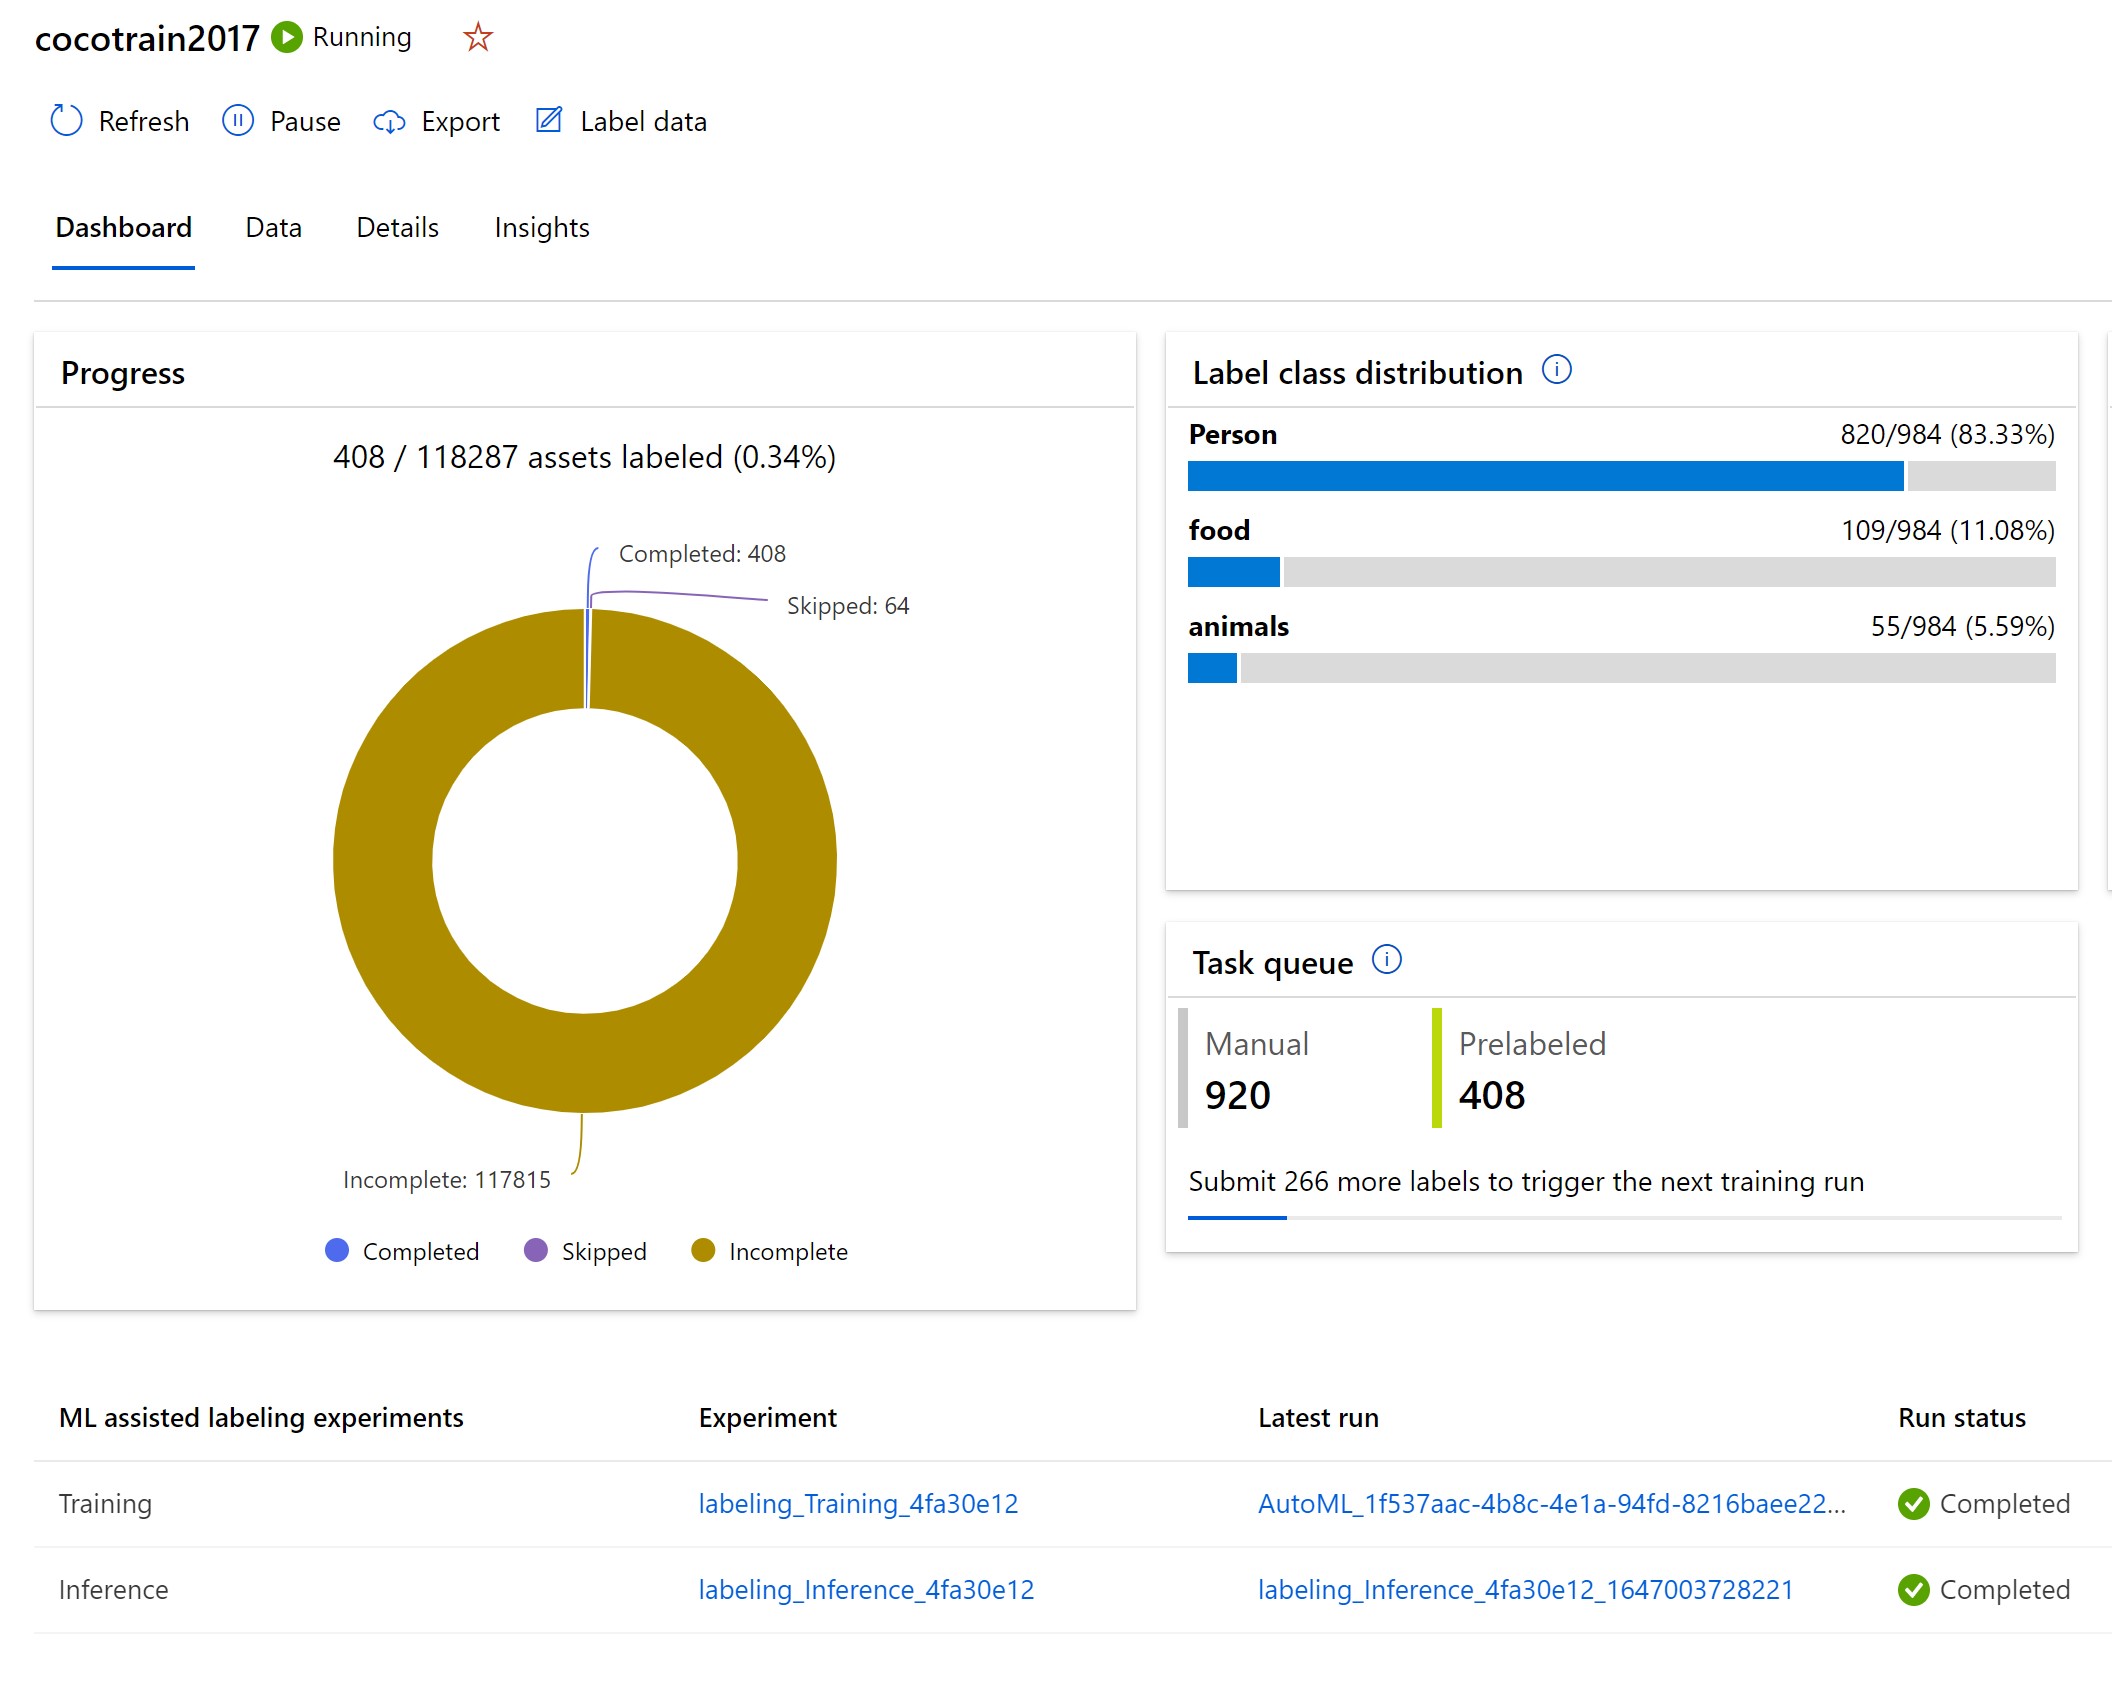 cocotrain2017 Running
Refresh Pause Export Label data
Dashboard Data Details Insights
Progress
408 / 118287 assets labeled (0.34%)
Completed: 408
Skipped: 64
Incomplete: 117815
Completed Skipped Incomplete
Label class distribution
Person 820/984 (83.33%)
food 109/984 (11.08%)
animals 55/984 (5.59%)
Task queue
Manual Prelabeled
920 408
Submit 266 more labels to trigger the next training run
ML assisted labeling experiments Experiment Latest run Run status
Training labeling_Training_4fa30e12 AutoML_1f537aac-4b8c-4e1a-94fd-8216baee22... Completed
Inference labeling_Inference_4fa30e12 labeling_Inference_4fa30e12_1647003728221 Completed